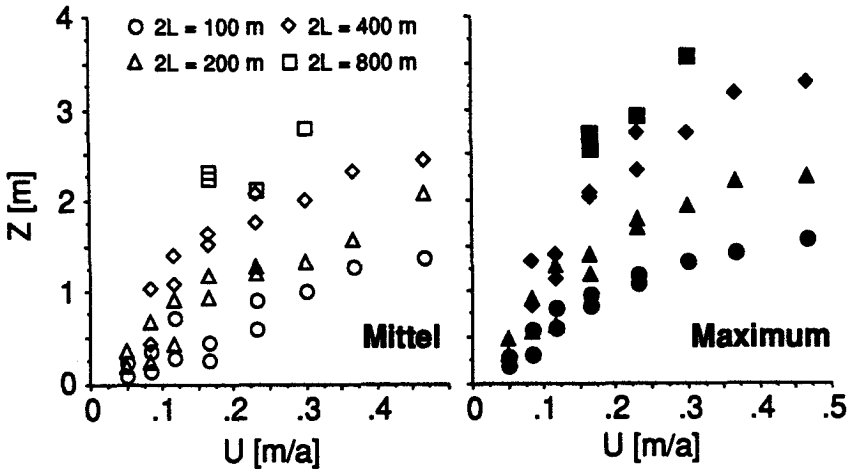 4
○ 2L = 100 m ◇ 2L = 400 m
△ 2L = 200 m □ 2L = 800 m
3
Z [m]
2
1
Mittel
Maximum
0
0 .1 .2 .3 .4
0 .1 .2 .3 .4 .5
U [m/a]
U [m/a]